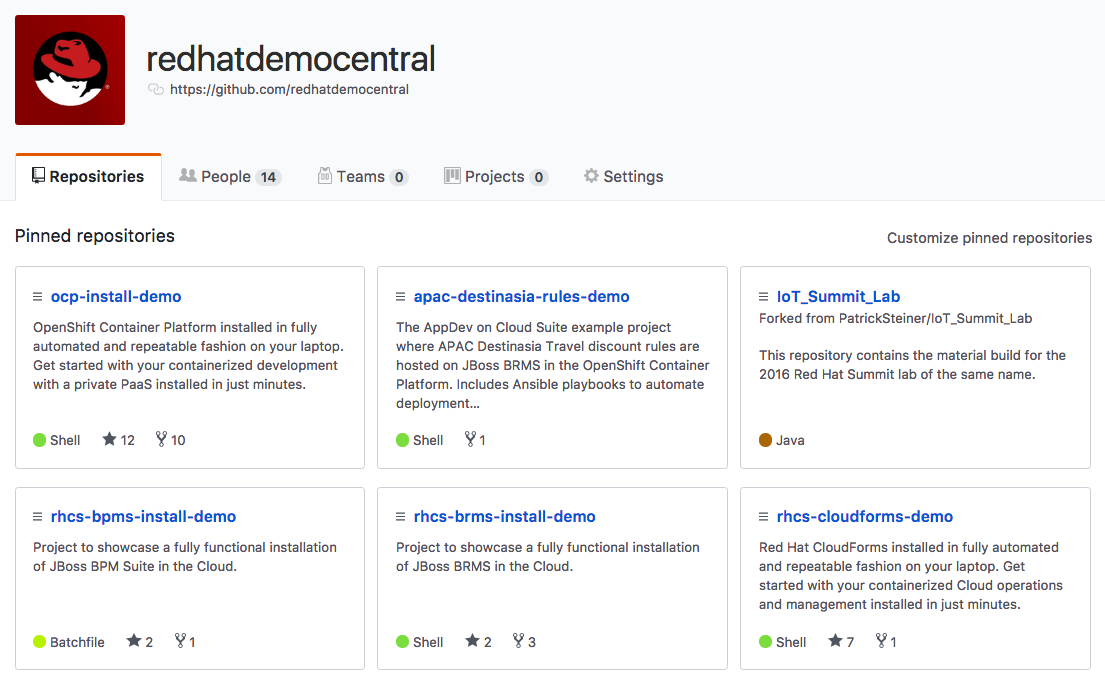 redhatdemocentral
https://github.com/redhatdemocentral
Repositories People 14 Teams 0 Projects 0 Settings
Pinned repositories
Customize pinned repositories
ocp-install-demo
OpenShift Container Platform installed in fully
automated and repeatable fashion on your laptop.
Get started with your containerized development
with a private PaaS installed in just minutes.
Shell 12 10
apac-destinasia-rules-demo
The AppDev on Cloud Suite example project
where APAC Destinasia Travel discount rules are
hosted on JBoss BRMS in the OpenShift Container
Platform. Includes Ansible playbooks to automate
deployment...
Shell 1
IoT_Summit_Lab
Forked from PatrickSteiner/IoT_Summit_Lab
This repository contains the material build for the
2016 Red Hat Summit lab of the same name.
Java
rhcs-bpms-install-demo
Project to showcase a fully functional installation
of JBoss BPM Suite in the Cloud.
Batchfile 2 1
rhcs-brms-install-demo
Project to showcase a fully functional installation
of JBoss BRMS in the Cloud.
Shell 2 3
rhcs-cloudforms-demo
Red Hat CloudForms installed in fully automated
and repeatable fashion on your laptop. Get
started with your containerized Cloud operations
and management installed in just minutes.
Shell 7 1